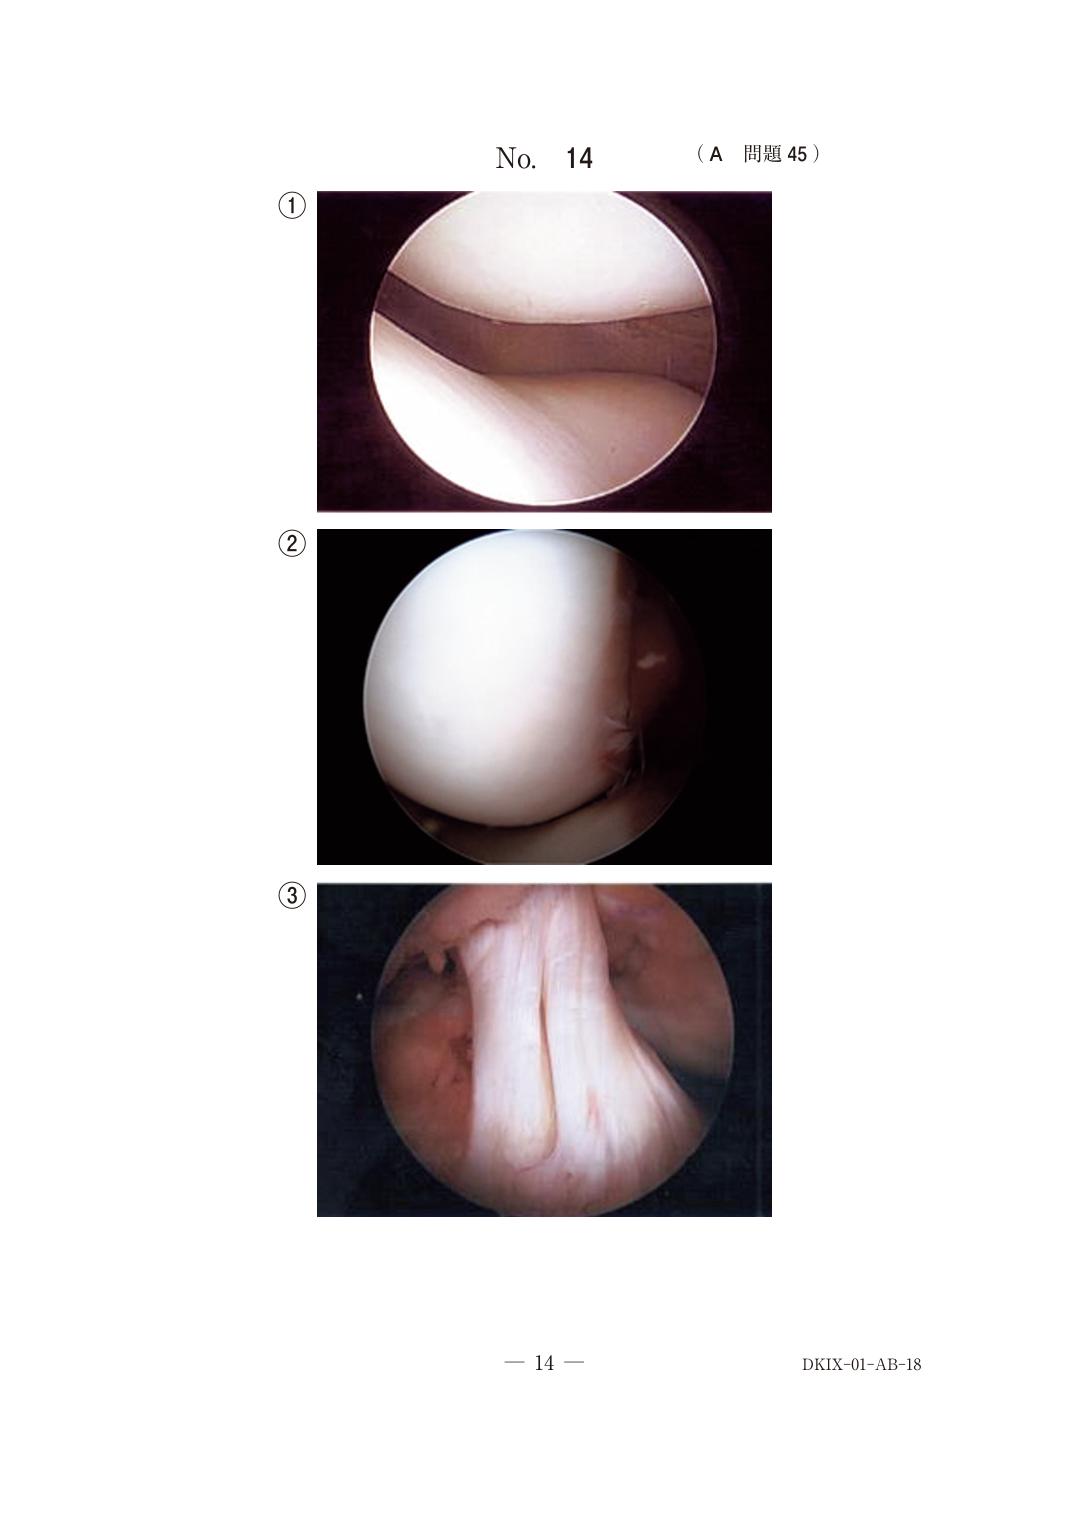 No. 14 (A 問題 45)
①
②
③
— 14 —
DKIX-01-AB-18